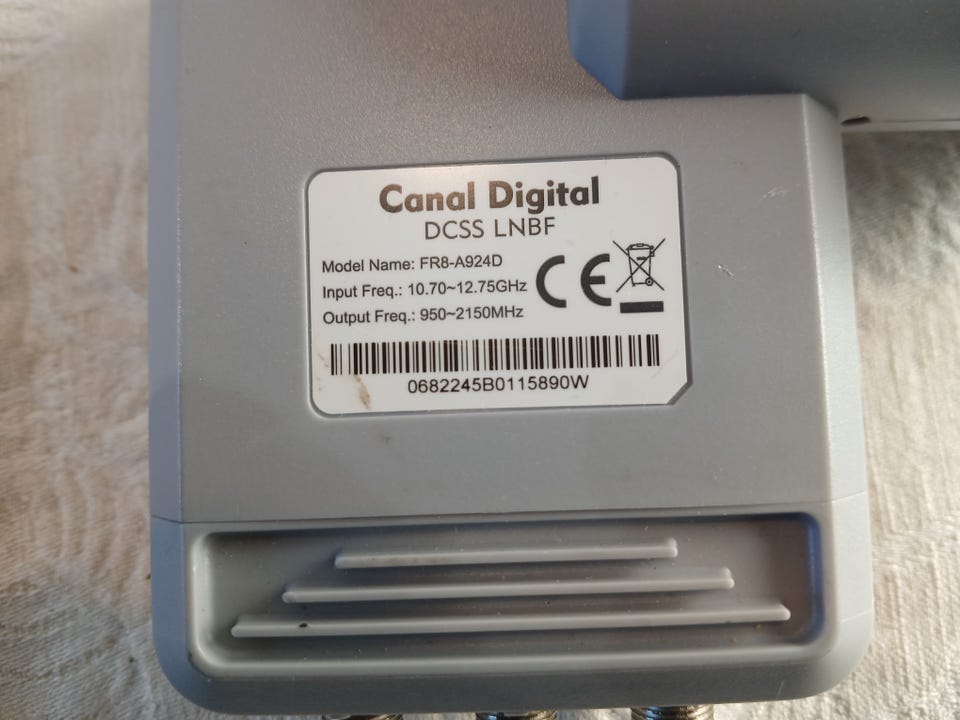 Canal Digital
DCSS LNBF
Model Name: FR8-A924D
Input Freq.: 10.70~12.75GHz
Output Freq.: 950~2150MHz
CE
0682245B0115890W